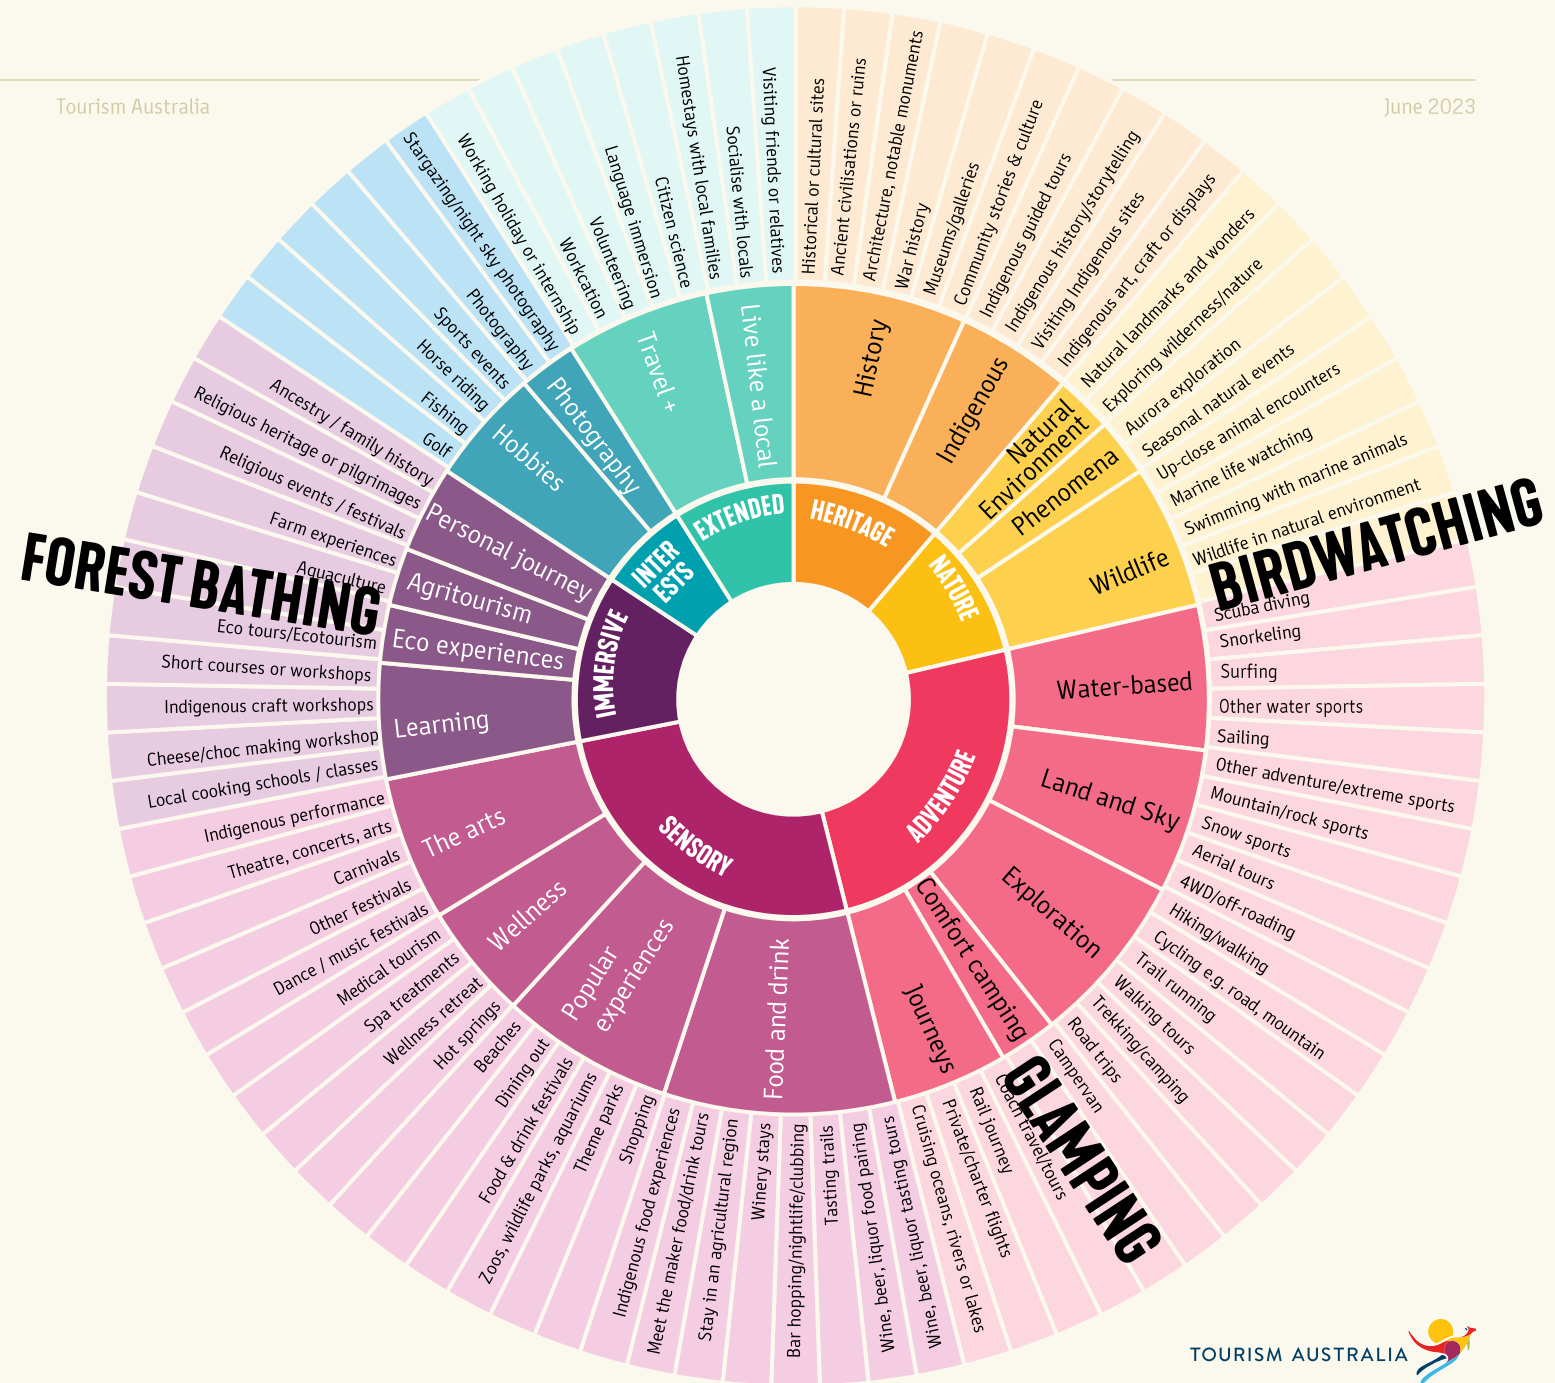 Tourism Australia
June 2023
HERITAGE
NATURE
ADVENTURE
SENSORY
IMMERSIVE
INTER
ESTS
EXTENDED
History
Indigenous
Natural
Environment
Phenomena
Wildlife
Water-based
Land and Sky
Exploration
Comfort camping
Journeys
Food and drink
Popular
experiences
Wellness
The arts
Learning
Eco experiences
Agritourism
Personal journey
Hobbies
Photography
Travel +
Live like a local
Historical or cultural sites
Ancient civilisations or ruins
Architecture, notable monuments
War history
Museums/galleries
Community stories & culture
Indigenous guided tours
Indigenous history/storytelling
Visiting Indigenous sites
Indigenous art, craft or displays
Natural landmarks and wonders
Exploring wilderness/nature
Aurora exploration
Seasonal natural events
Up-close animal encounters
Marine life watching
Swimming with marine animals
Wildlife in natural environment
BIRDWATCHING
Scuba diving
Snorkeling
Surfing
Other water sports
Sailing
Other adventure/extreme sports
Mountain/rock sports
Snow sports
Aerial tours
4WD/off-roading
Hiking/walking
Cycling e.g. road, mountain
Trail running
Walking tours
Trekking/camping
Road trips
Campervan
GLAMPING
Coach travel/tours
Rail journey
Private/charter flights
Cruising oceans, rivers or lakes
Wine, beer, liquor tasting tours
Wine, beer, liquor food pairing
Tasting trails
Bar hopping/nightlife/clubbing
Winery stays
Stay in an agricultural region
Meet the maker food/drink tours
Indigenous food experiences
Shopping
Theme parks
Zoos, wildlife parks, aquariums
Food & drink festivals
Dining out
Beaches
Hot springs
Wellness retreat
Spa treatments
Medical tourism
Dance / music festivals
Other festivals
Carnivals
Theatre, concerts, arts
Indigenous performance
Local cooking schools / classes
Cheese/choc making workshop
Indigenous craft workshops
Short courses or workshops
Eco tours/Ecotourism
FOREST BATHING
Aquaculture
Farm experiences
Religious events / festivals
Religious heritage or pilgrimages
Ancestry / family history
Golf
Fishing
Horse riding
Sports events
Photography
Stargazing/night sky photography
Working holiday or internship
Workcation
Volunteering
Language immersion
Citizen science
Homestays with local families
Socialise with locals
Visiting friends or relatives
TOURISM AUSTRALIA